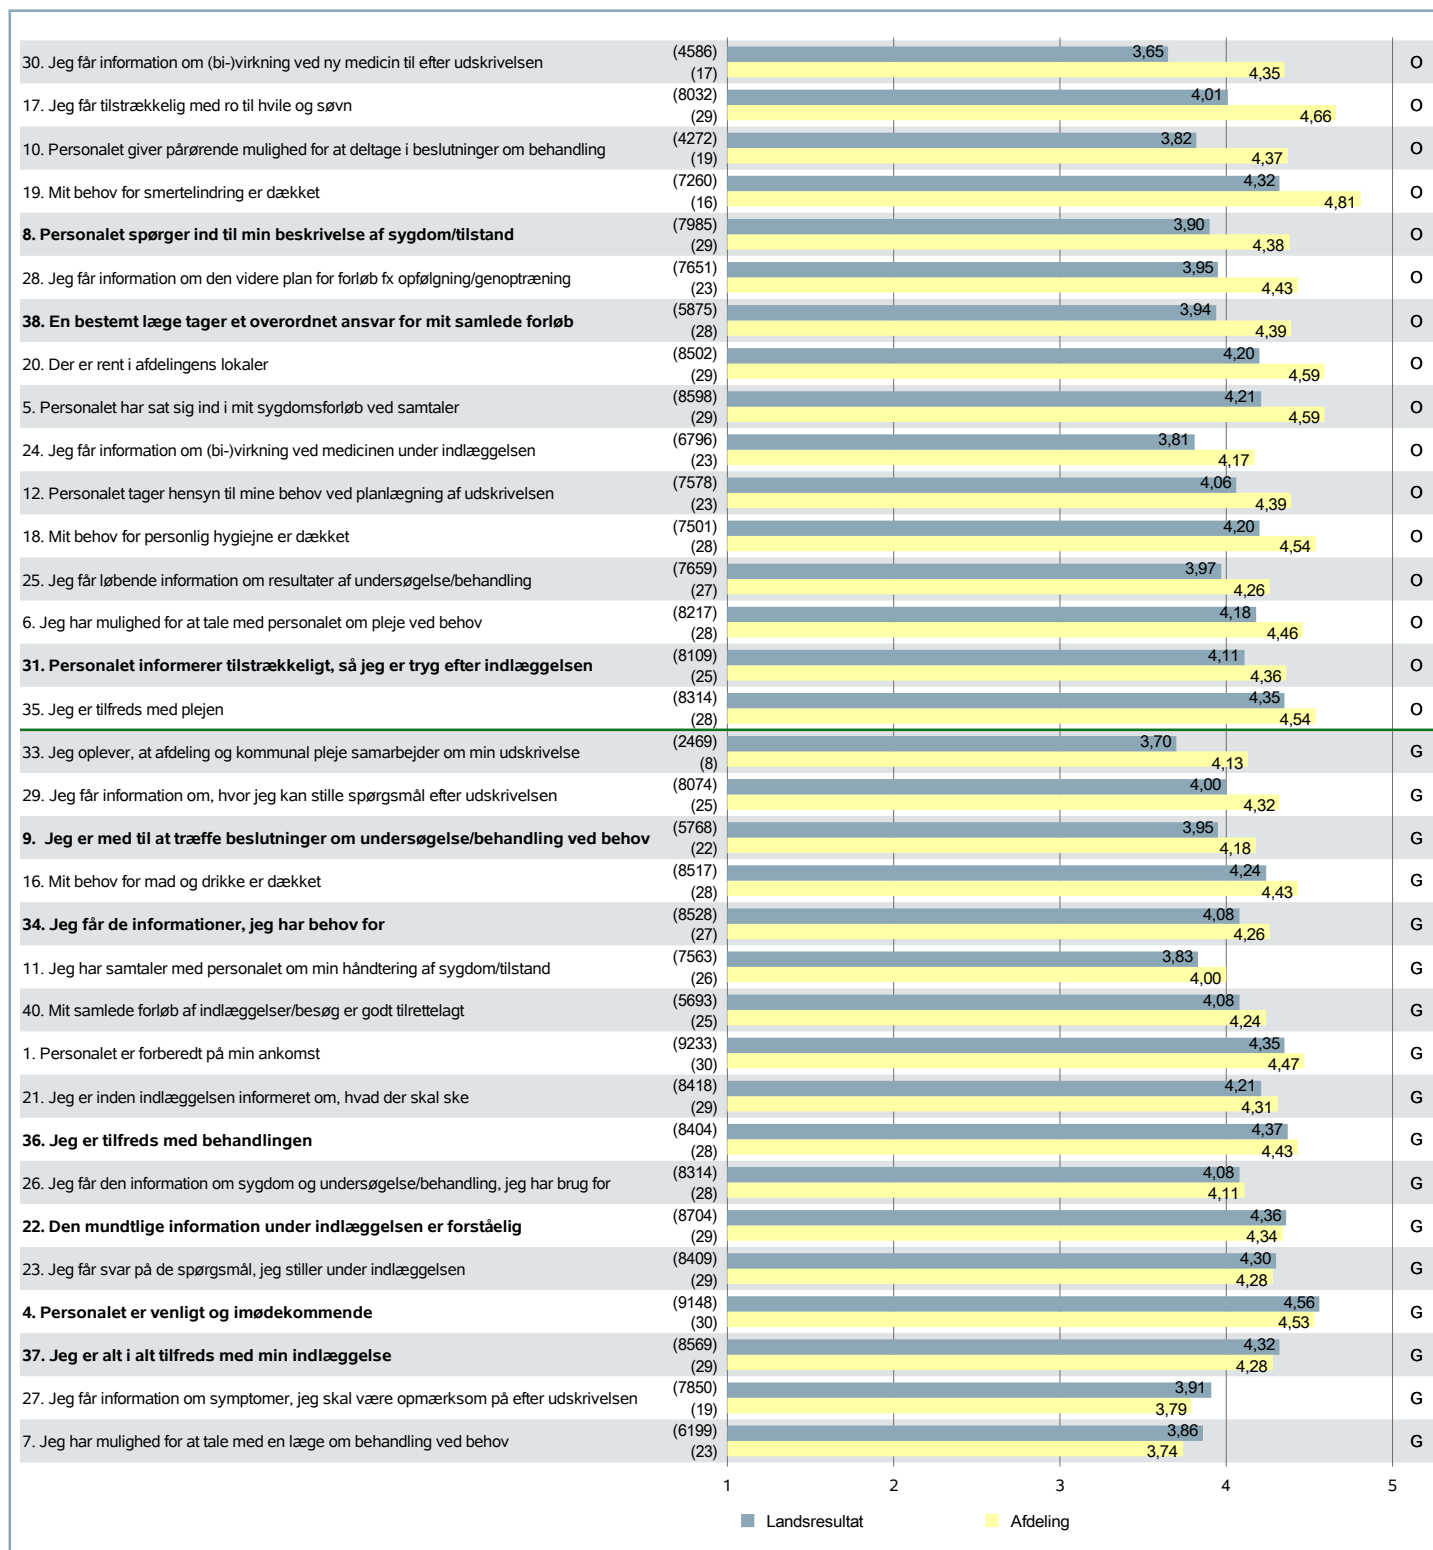 30. Jeg får information om (bi-)virkning ved ny medicin til efter udskrivelsen (4586) 3,65 O
(17) 4,35
17. Jeg får tilstrækkelig med ro til hvile og søvn (8032) 4,01 O
(29) 4,66
10. Personalet giver pårørende mulighed for at deltage i beslutninger om behandling (4272) 3,82 O
(19) 4,37
19. Mit behov for smertelindring er dækket (7260) 4,32 O
(16) 4,81
8. Personalet spørger ind til min beskrivelse af sygdom/tilstand (7985) 3,90 O
(29) 4,38
28. Jeg får information om den videre plan for forløb fx opfølgning/genoptræning (7651) 3,95 O
(23) 4,43
38. En bestemt læge tager et overordnet ansvar for mit samlede forløb (5875) 3,94 O
(28) 4,39
20. Der er rent i afdelingens lokaler (8502) 4,20 O
(29) 4,59
5. Personalet har sat sig ind i mit sygdomsforløb ved samtaler (8598) 4,21 O
(29) 4,59
24. Jeg får information om (bi-)virkning ved medicinen under indlæggelsen (6796) 3,81 O
(23) 4,17
12. Personalet tager hensyn til mine behov ved planlægning af udskrivelsen (7578) 4,06 O
(23) 4,39
18. Mit behov for personlig hygiejne er dækket (7501) 4,20 O
(28) 4,54
25. Jeg får løbende information om resultater af undersøgelse/behandling (7659) 3,97 O
(27) 4,26
6. Jeg har mulighed for at tale med personalet om pleje ved behov (8217) 4,18 O
(28) 4,46
31. Personalet informerer tilstrækkeligt, så jeg er tryg efter indlæggelsen (8109) 4,11 O
(25) 4,36
35. Jeg er tilfreds med plejen (8314) 4,35 O
(28) 4,54
33. Jeg oplever, at afdeling og kommunal pleje samarbejder om min udskrivelse (2469) 3,70 G
(8) 4,13
29. Jeg får information om, hvor jeg kan stille spørgsmål efter udskrivelsen (8074) 4,00 G
(25) 4,32
9. Jeg er med til at træffe beslutninger om undersøgelse/behandling ved behov (5768) 3,95 G
(22) 4,18
16. Mit behov for mad og drikke er dækket (8517) 4,24 G
(28) 4,43
34. Jeg får de informationer, jeg har behov for (8528) 4,08 G
(27) 4,26
11. Jeg har samtaler med personalet om min håndtering af sygdom/tilstand (7563) 3,83 G
(26) 4,00
40. Mit samlede forløb af indlæggelser/besøg er godt tilrettelagt (5693) 4,08 G
(25) 4,24
1. Personalet er forberedt på min ankomst (9233) 4,35 G
(30) 4,47
21. Jeg er inden indlæggelsen informeret om, hvad der skal ske (8418) 4,21 G
(29) 4,31
36. Jeg er tilfreds med behandlingen (8404) 4,37 G
(28) 4,43
26. Jeg får den information om sygdom og undersøgelse/behandling, jeg har brug for (8314) 4,08 G
(28) 4,11
22. Den mundtlige information under indlæggelsen er forståelig (8704) 4,36 G
(29) 4,34
23. Jeg får svar på de spørgsmål, jeg stiller under indlæggelsen (8409) 4,30 G
(29) 4,28
4. Personalet er venligt og imødekommende (9148) 4,56 G
(30) 4,53
37. Jeg er alt i alt tilfreds med min indlæggelse (8569) 4,32 G
(29) 4,28
27. Jeg får information om symptomer, jeg skal være opmærksom på efter udskrivelsen (7850) 3,91 G
(19) 3,79
7. Jeg har mulighed for at tale med en læge om behandling ved behov (6199) 3,86 G
(23) 3,74
1 2 3 4 5
Landsresultat Afdeling